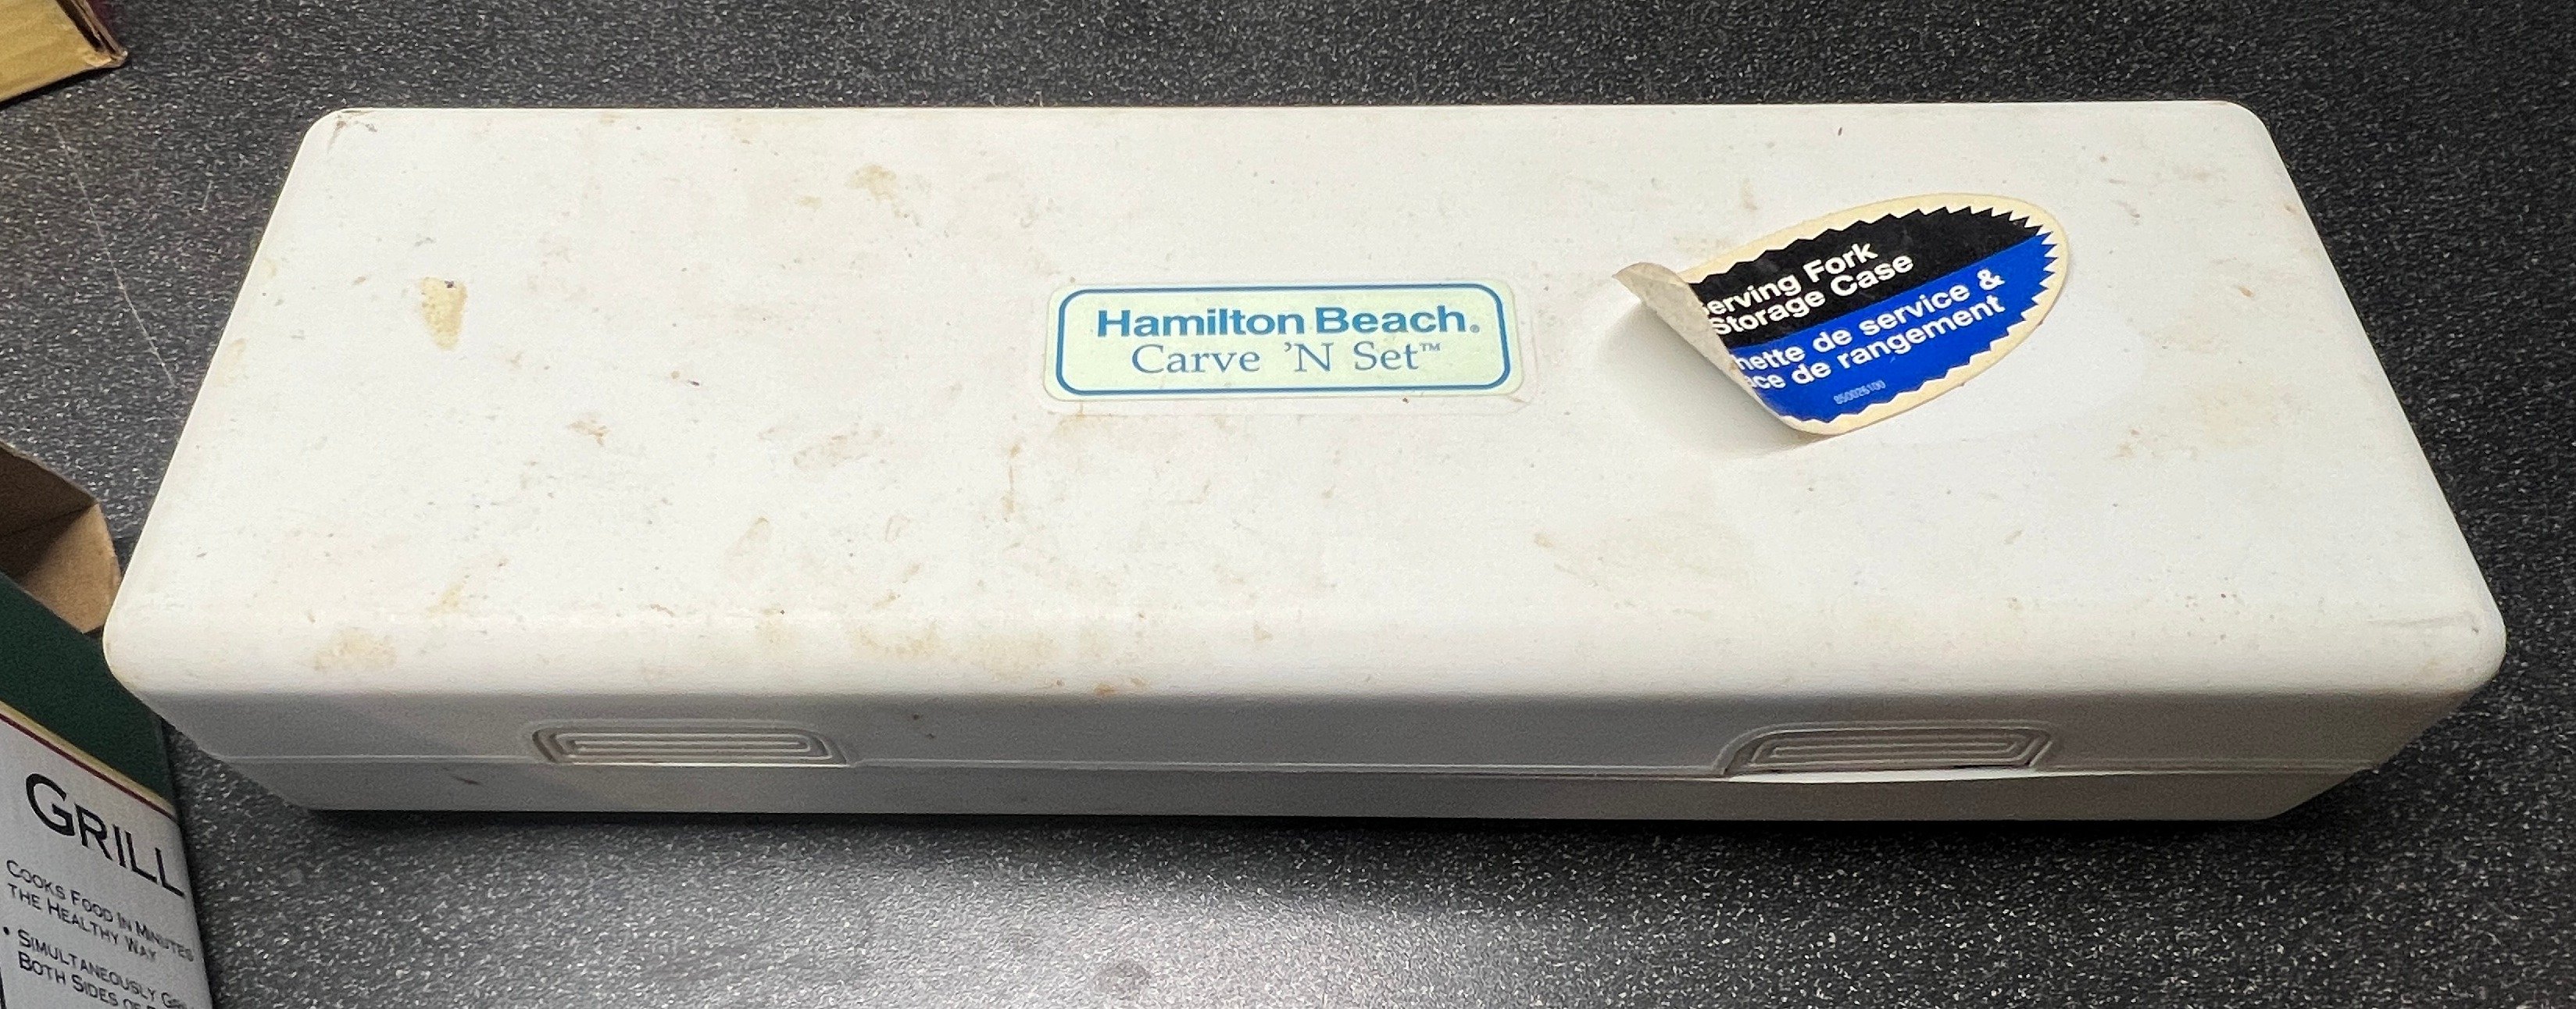 Hamilton Beach®
Carve 'N Set™
erving Fork
Storage Case
hette de service &
ce de rangement
850026100
GRILL
COOKS FOOD IN MINUTES
THE HEALTHY WAY
• SIMULTANEOUSLY
BOTH SIDES OF